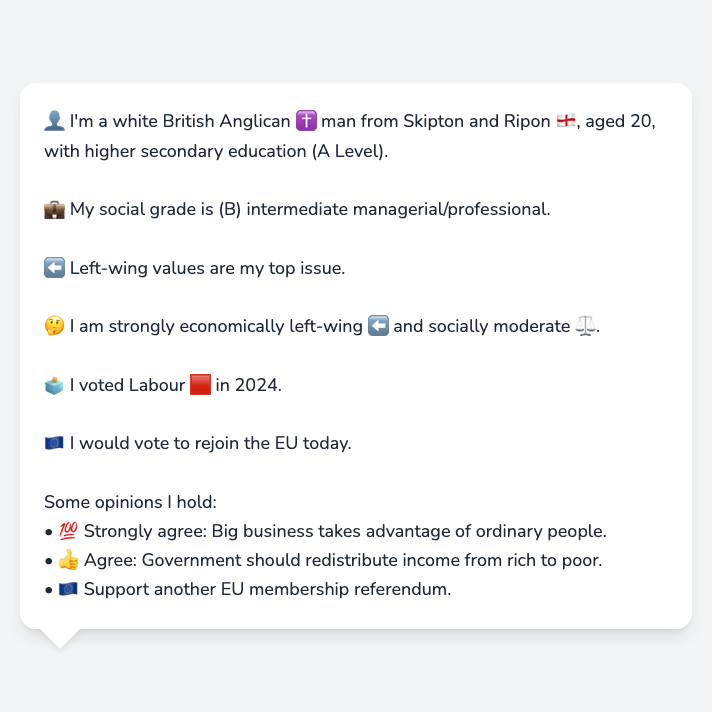 👤 I'm a white British Anglican ✝️ man from Skipton and Ripon 🏴󠁧󠁢󠁥󠁮󠁧󠁿, aged 20,
with higher secondary education (A Level).
💼 My social grade is (B) intermediate managerial/professional.
⬅️ Left-wing values are my top issue.
🤔 I am strongly economically left-wing ⬅️ and socially moderate ⚖️.
🗳️ I voted Labour 🟥 in 2024.
🇪🇺 I would vote to rejoin the EU today.
Some opinions I hold:
• 💯 Strongly agree: Big business takes advantage of ordinary people.
• 👍 Agree: Government should redistribute income from rich to poor.
• 🇪🇺 Support another EU membership referendum.